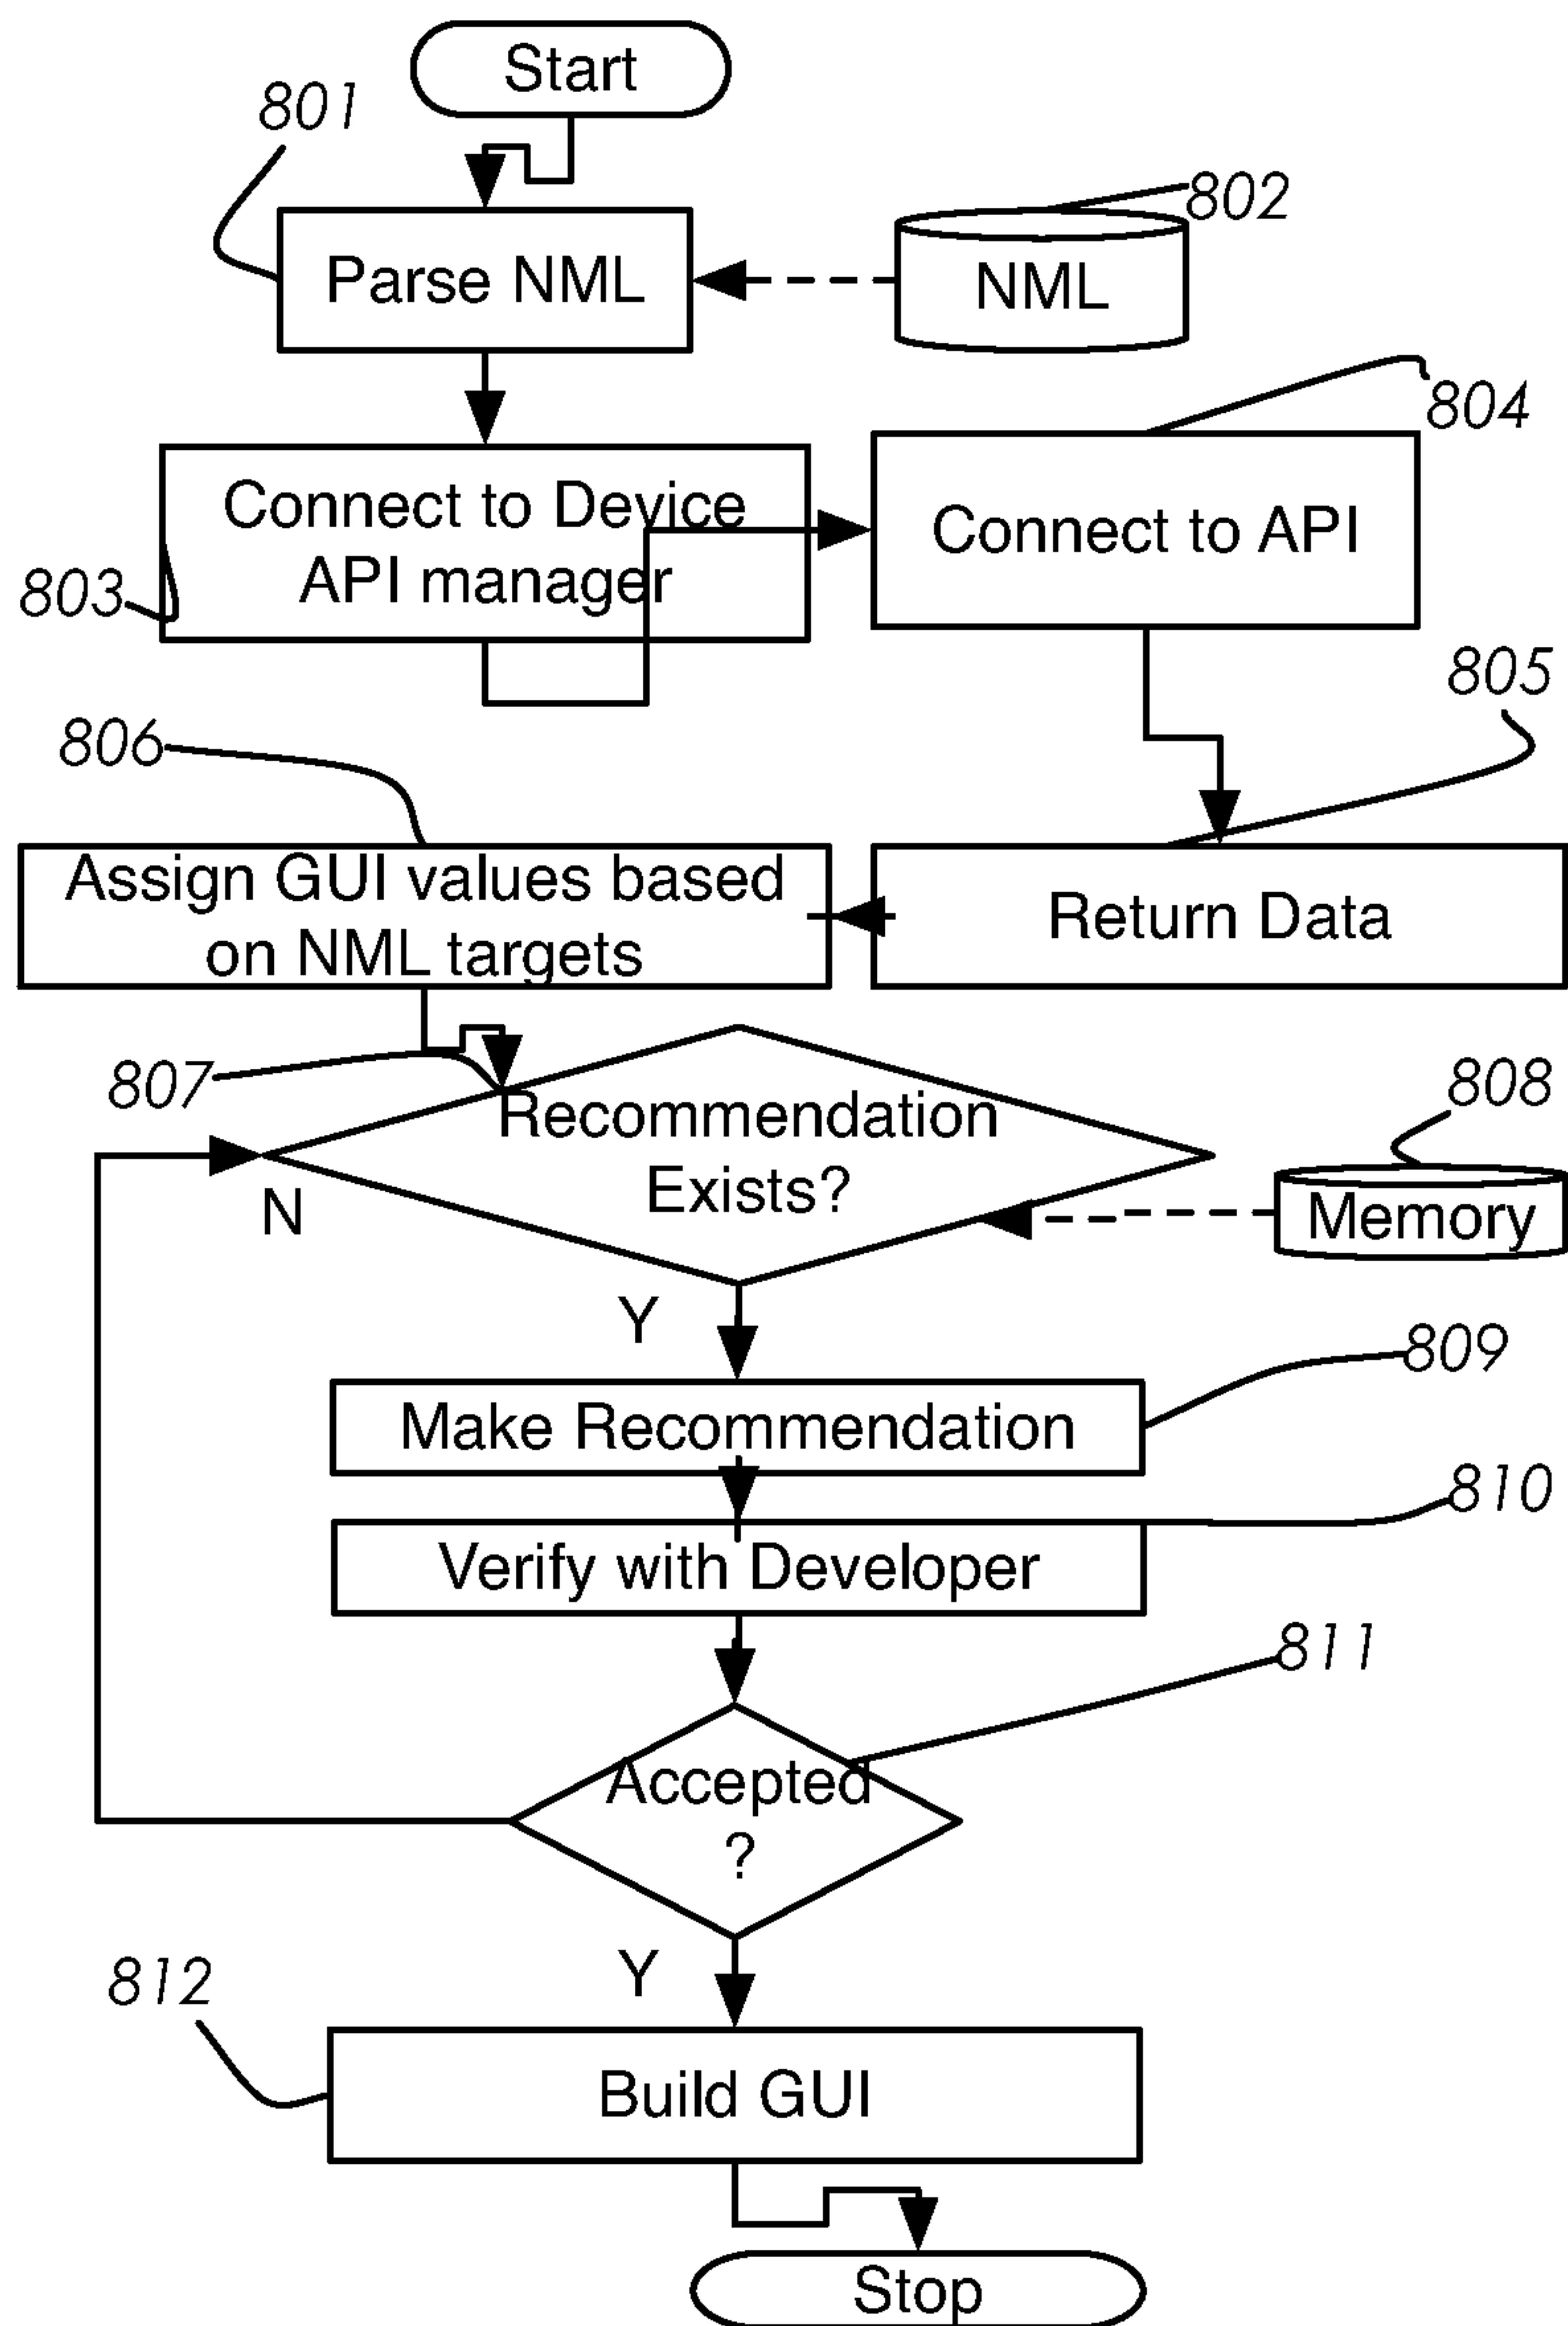 Start
801
802
Parse NML
NML
804
Connect to Device
API manager
Connect to API
803
805
806
Assign GUI values based
on NML targets
Return Data
807
808
Recommendation
Exists?
N
Memory
Y
809
Make Recommendation
810
Verify with Developer
811
Accepted
?
Y
812
Build GUI
Stop